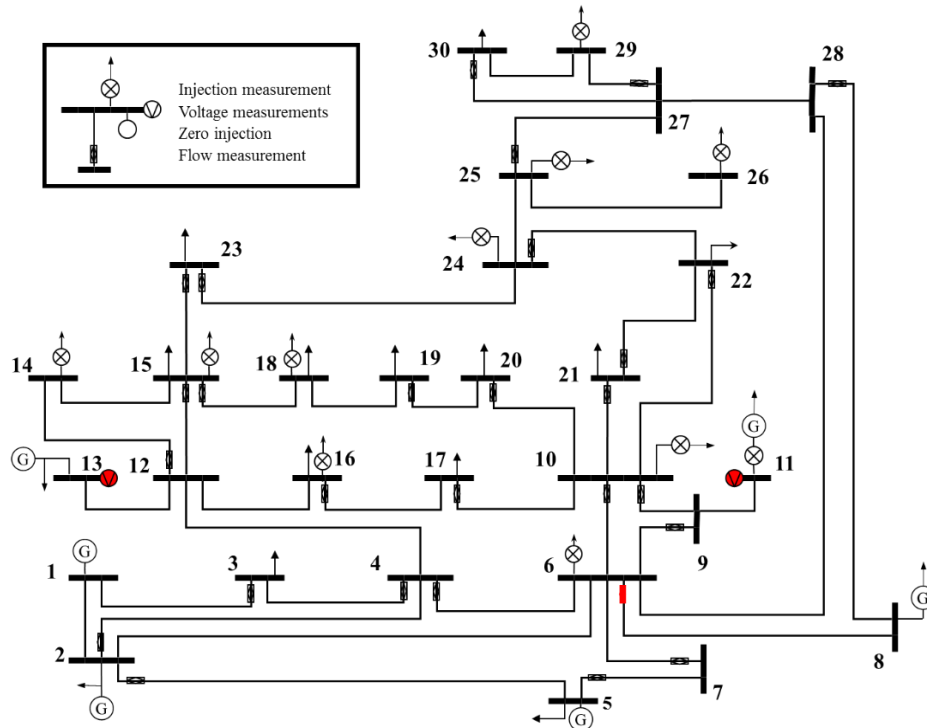 Injection measurement
Voltage measurements
Zero injection
Flow measurement
V
30
29
28
27
25
26
23
24
22
14
15
18
19
20
21
G
13
V
12
16
17
10
V
11
G
G
1
3
4
6
9
G
2
G
5
G
7
8